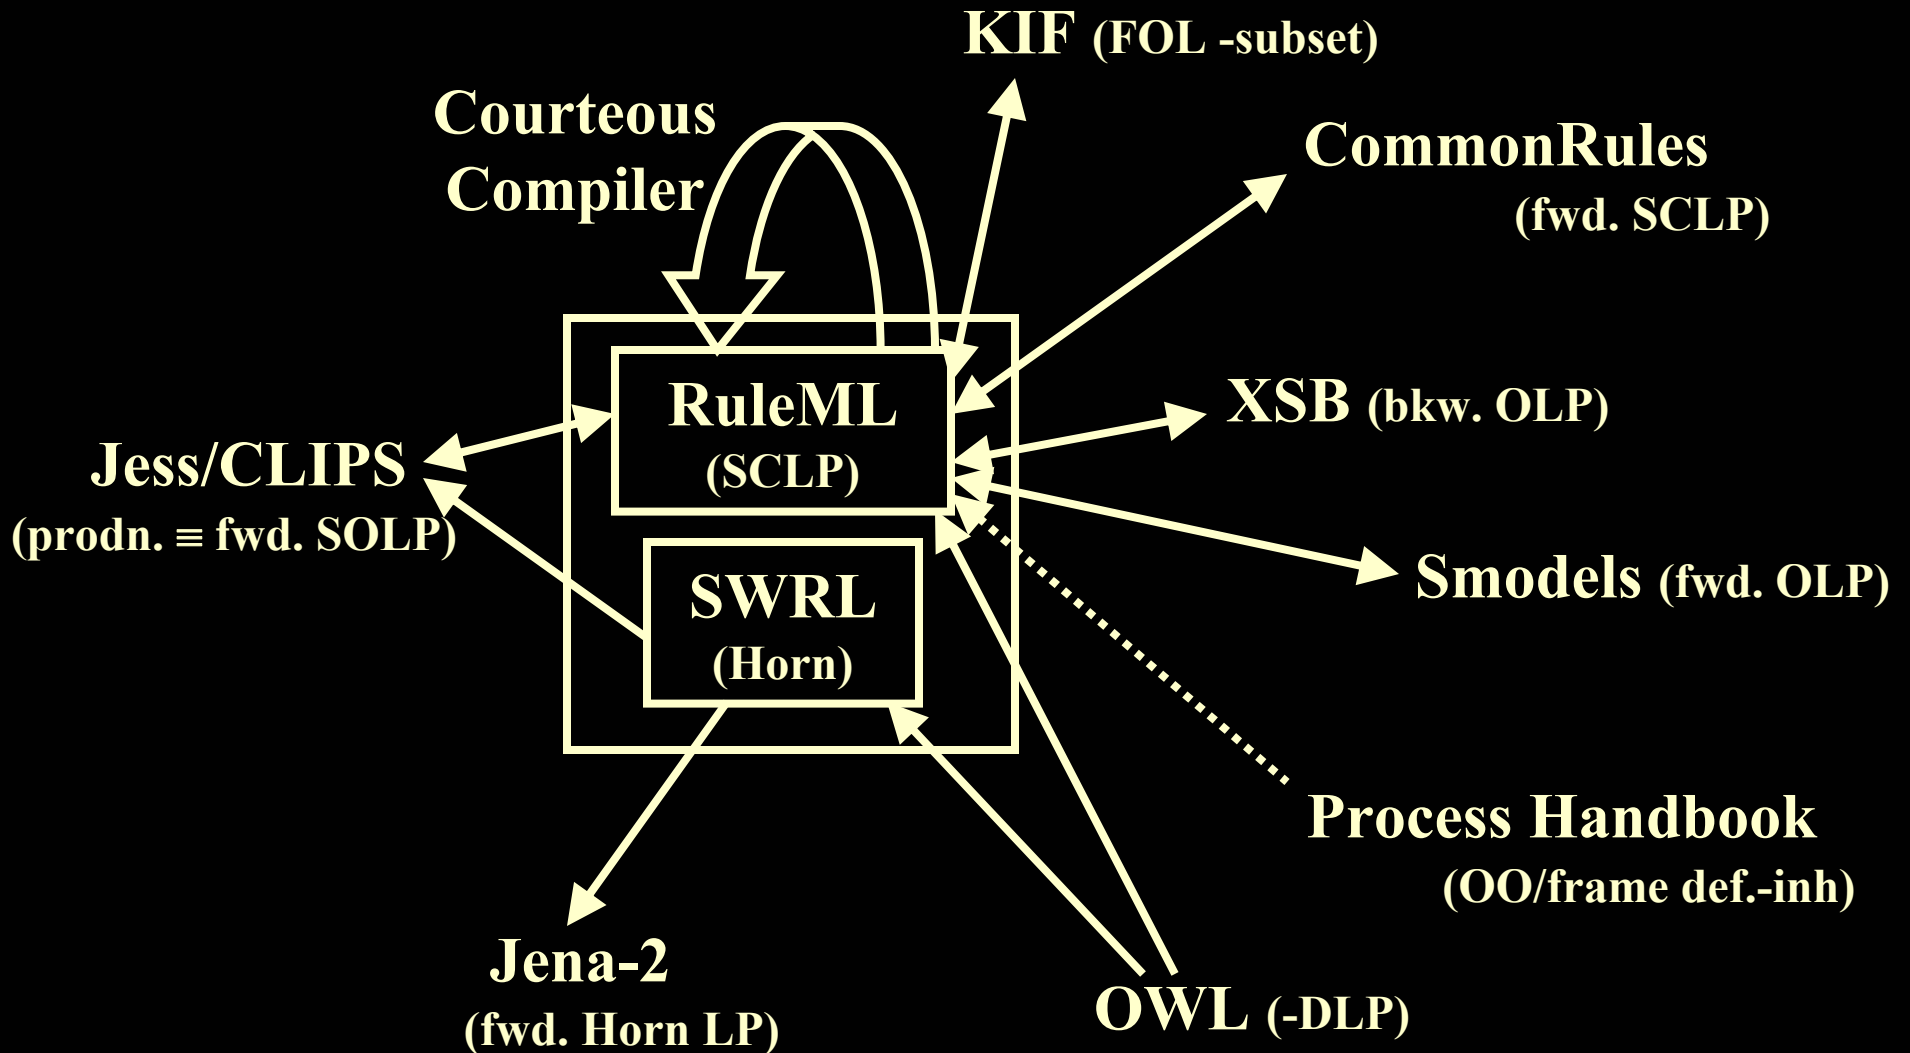 KIF (FOL -subset)
Courteous
Compiler
CommonRules
(fwd. SCLP)
RuleML
(SCLP)
XSB (bkw. OLP)
Jess/CLIPS
(prodn. ≡ fwd. SOLP)
SWRL
(Horn)
Smodels (fwd. OLP)
Process Handbook
(OO/frame def.-inh)
Jena-2
(fwd. Horn LP)
OWL (-DLP)